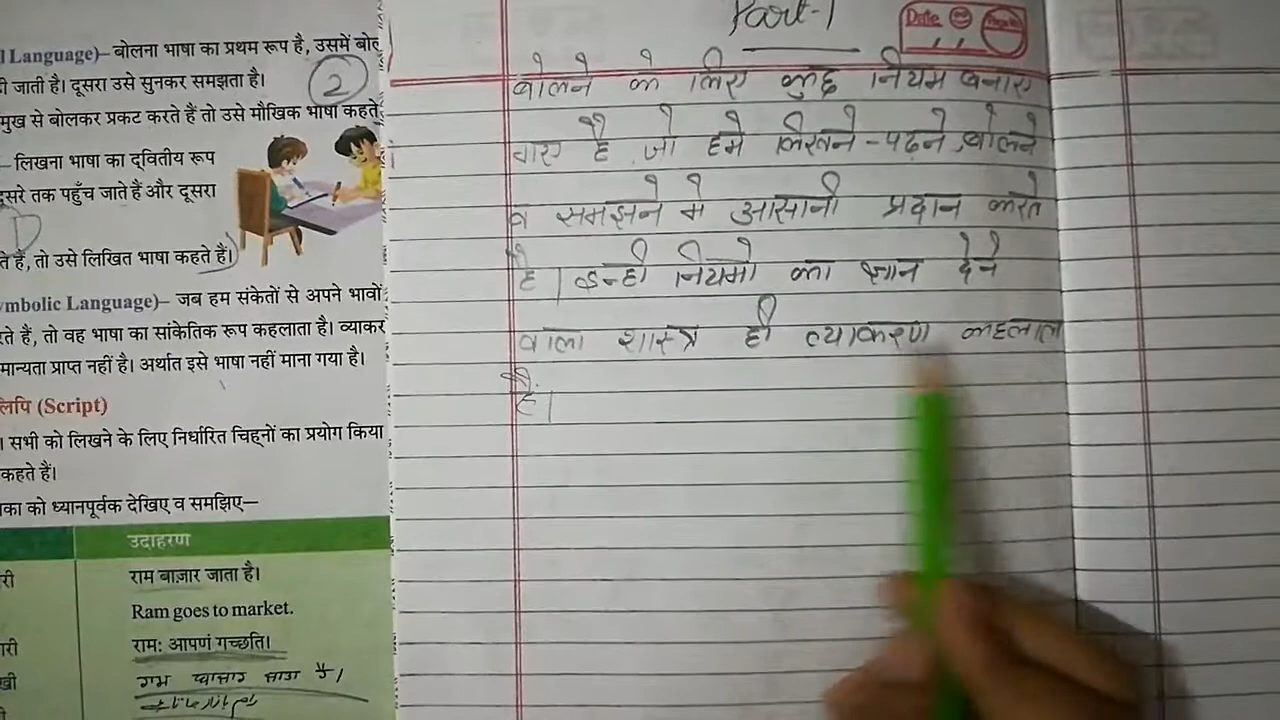 l Language)– बोलना भाषा का प्रथम रूप है, उसमें बोल
ी जाती है। दूसरा उसे सुनकर समझता है।
2
मुख से बोलकर प्रकट करते हैं तो उसे मौखिक भाषा कहते
– लिखना भाषा का द्वितीय रूप
दूसरे तक पहुँच जाते हैं और दूसरा
ते हैं, तो उसे लिखित भाषा कहते हैं।
ymbolic Language)– जब हम संकेतों से अपने भावों
रते हैं, तो वह भाषा का सांकेतिक रूप कहलाता है। व्याकर
मान्यता प्राप्त नहीं है। अर्थात इसे भाषा नहीं माना गया है।
लिपि (Script)
। सभी को लिखने के लिए निर्धारित चिह्नों का प्रयोग किया
कहते हैं।
का को ध्यानपूर्वक देखिए व समझिए–
उदाहरण
री राम बाज़ार जाता है।
Ram goes to market.
ारी रामः आपणं गच्छति।
खी
Part-1
Date
बोलने के लिए कुछ नियम बनाए
गए है जो हमे लिखने-पढ़ने, बोलने
व समझने मे आसानी प्रदान करते
है। इन्ही नियमो का ज्ञान देने
वाला शास्त्र ही व्याकरण कहलाता
है।